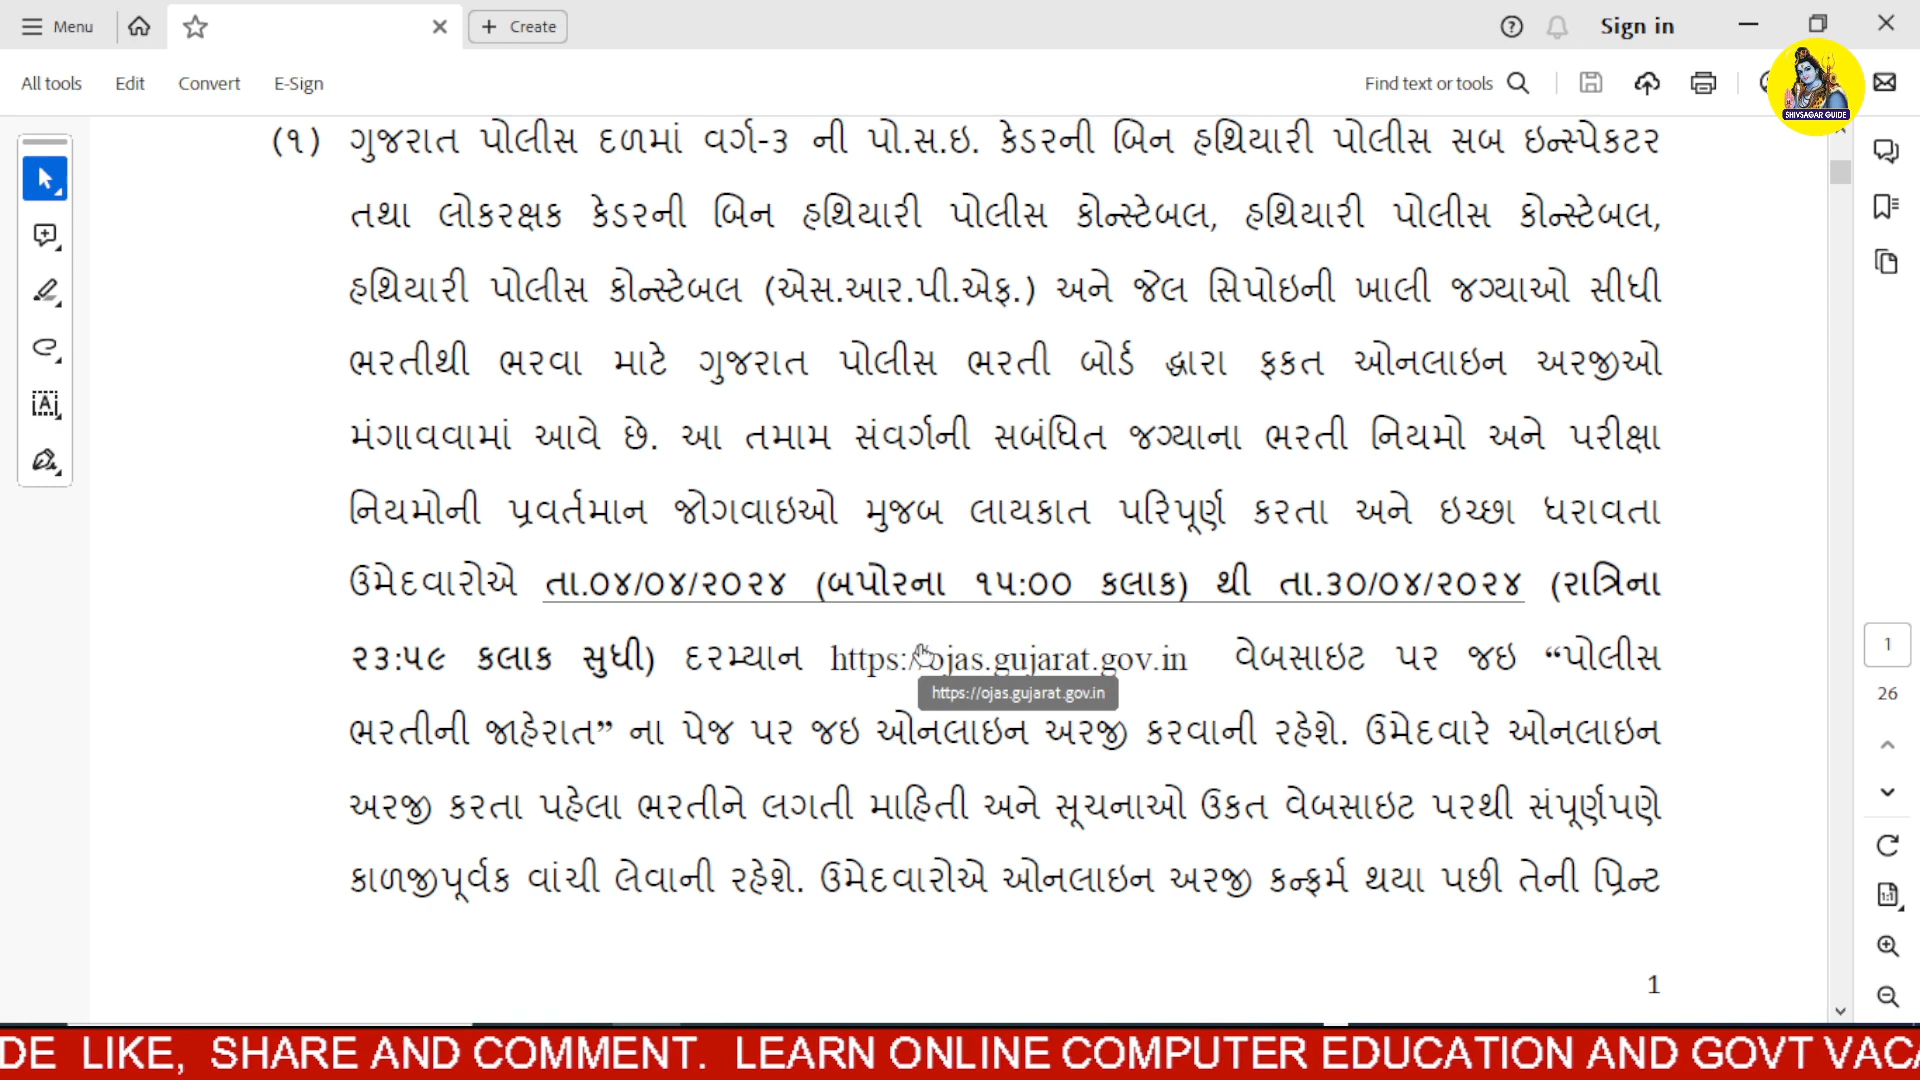 Menu
Create
Sign in
All tools
Edit
Convert
E-Sign
Find text or tools
SHIVSAGAR GUIDE
(૧) ગુજરાત પોલીસ દળમાં વર્ગ-૩ ની પો.સ.ઇ. કેડરની બિન હથિયારી પોલીસ સબ ઇન્સ્પેકટર
તથા લોકરક્ષક કેડરની બિન હથિયારી પોલીસ કોન્સ્ટેબલ, હથિયારી પોલીસ કોન્સ્ટેબલ,
હથિયારી પોલીસ કોન્સ્ટેબલ (એસ.આર.પી.એફ.) અને જેલ સિપોઇની ખાલી જગ્યાઓ સીધી
ભરતીથી ભરવા માટે ગુજરાત પોલીસ ભરતી બોર્ડ દ્વારા ફકત ઓનલાઇન અરજીઓ
મંગાવવામાં આવે છે. આ તમામ સંવર્ગની સબંધિત જગ્યાના ભરતી નિયમો અને પરીક્ષા
નિયમોની પ્રવર્તમાન જોગવાઇઓ મુજબ લાયકાત પરિપૂર્ણ કરતા અને ઇચ્છા ધરાવતા
ઉમેદવારોએ તા.૦૪/૦૪/૨૦૨૪ (બપોરના ૧૫:૦૦ કલાક) થી તા.૩૦/૦૪/૨૦૨૪ (રાત્રિના
૨૩:૫૯ કલાક સુધી) દરમ્યાન https://ojas.gujarat.gov.in વેબસાઇટ પર જઇ “પોલીસ
https://ojas.gujarat.gov.in
ભરતીની જાહેરાત” ના પેજ પર જઇ ઓનલાઇન અરજી કરવાની રહેશે. ઉમેદવારે ઓનલાઇન
અરજી કરતા પહેલા ભરતીને લગતી માહિતી અને સૂચનાઓ ઉકત વેબસાઇટ પરથી સંપૂર્ણપણે
કાળજીપૂર્વક વાંચી લેવાની રહેશે. ઉમેદવારોએ ઓનલાઇન અરજી કન્ફર્મ થયા પછી તેની પ્રિન્ટ
1
1
26
DE LIKE, SHARE AND COMMENT. LEARN ONLINE COMPUTER EDUCATION AND GOVT VACA